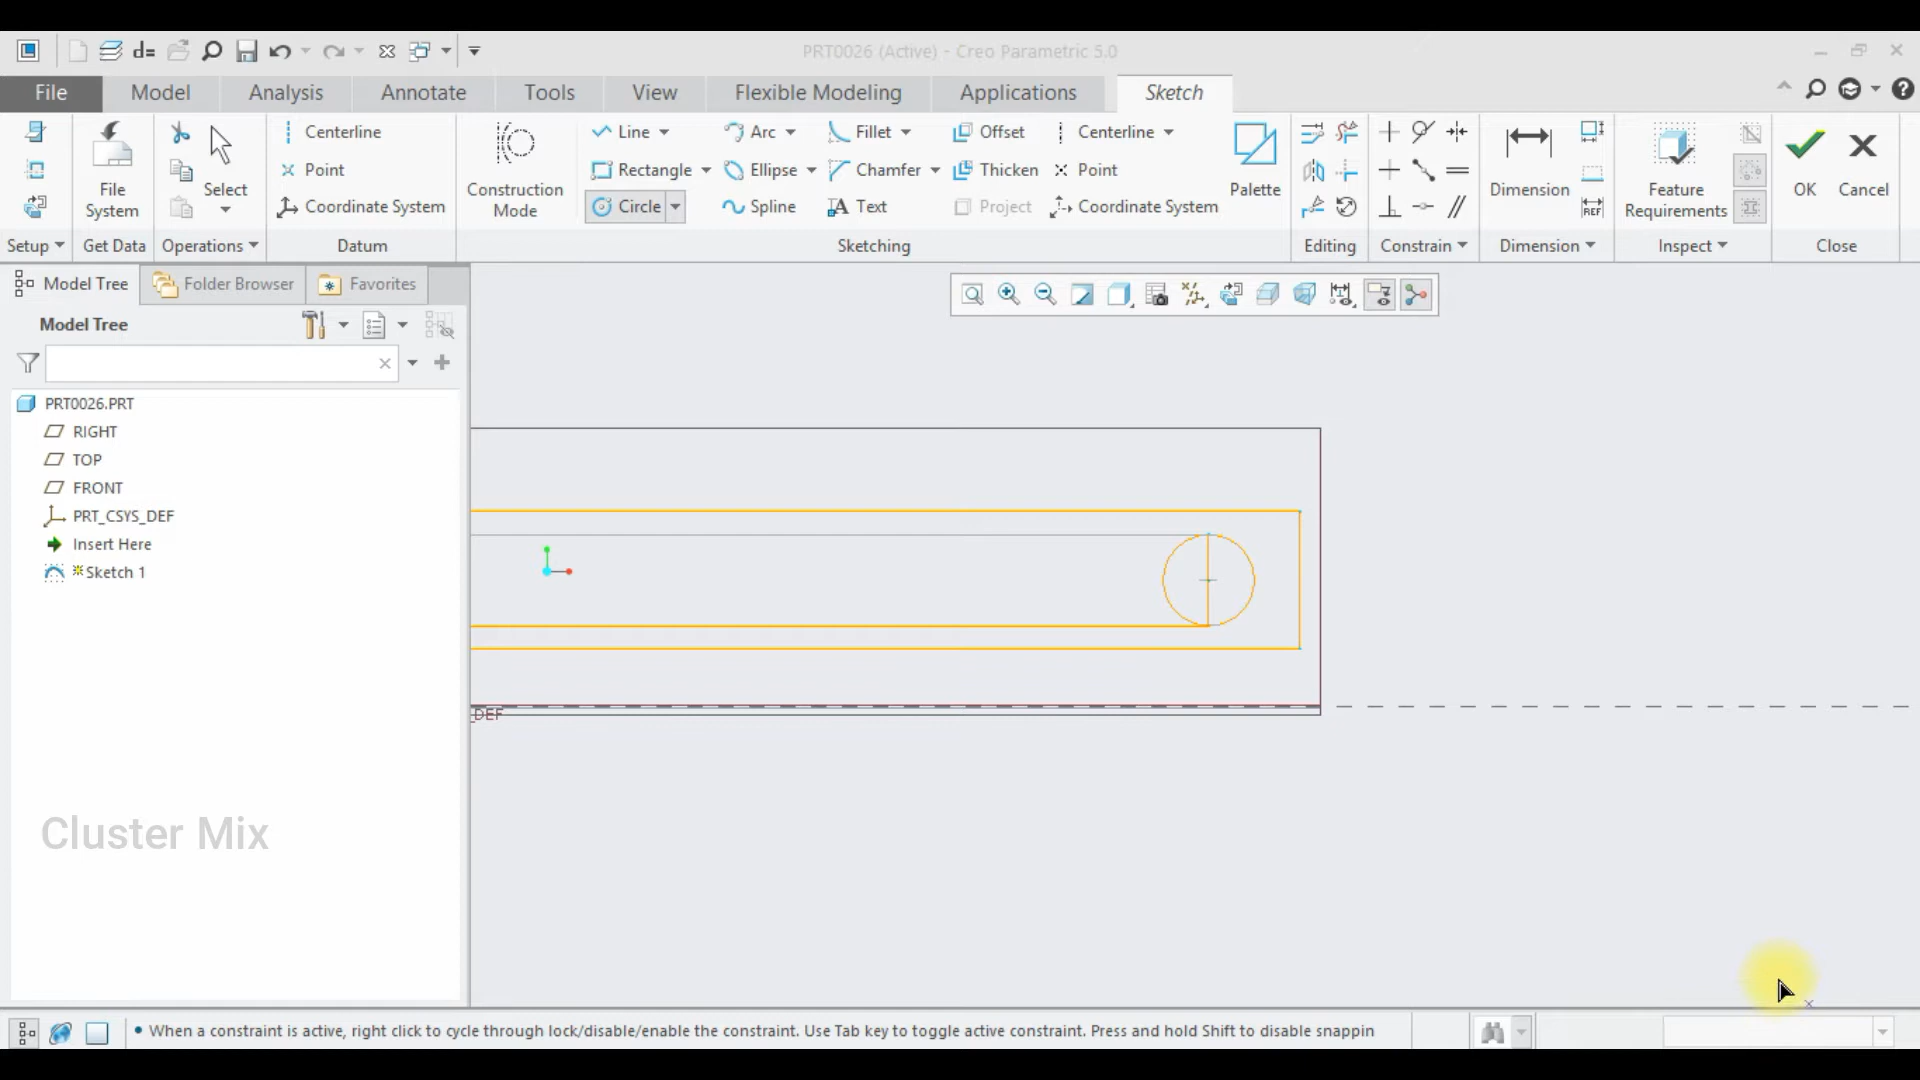 d=
PRT0026 (Active) - Creo Parametric 5.0
File Model Analysis Annotate Tools View Flexible Modeling Applications Sketch
File System
Select
Centerline
Point
Coordinate System
Construction Mode
Line Arc Fillet Offset Centerline
Rectangle Ellipse Chamfer Thicken Point
Circle Spline Text Project Coordinate System
Palette
Dimension
REF
Feature Requirements
OK
Cancel
Setup Get Data Operations Datum Sketching Editing Constrain Dimension Inspect Close
Model Tree Folder Browser Favorites
Model Tree
PRT0026.PRT
RIGHT
TOP
FRONT
PRT_CSYS_DEF
Insert Here
Sketch 1
_DEF
Cluster Mix
When a constraint is active, right click to cycle through lock/disable/enable the constraint. Use Tab key to toggle active constraint. Press and hold Shift to disable snappin